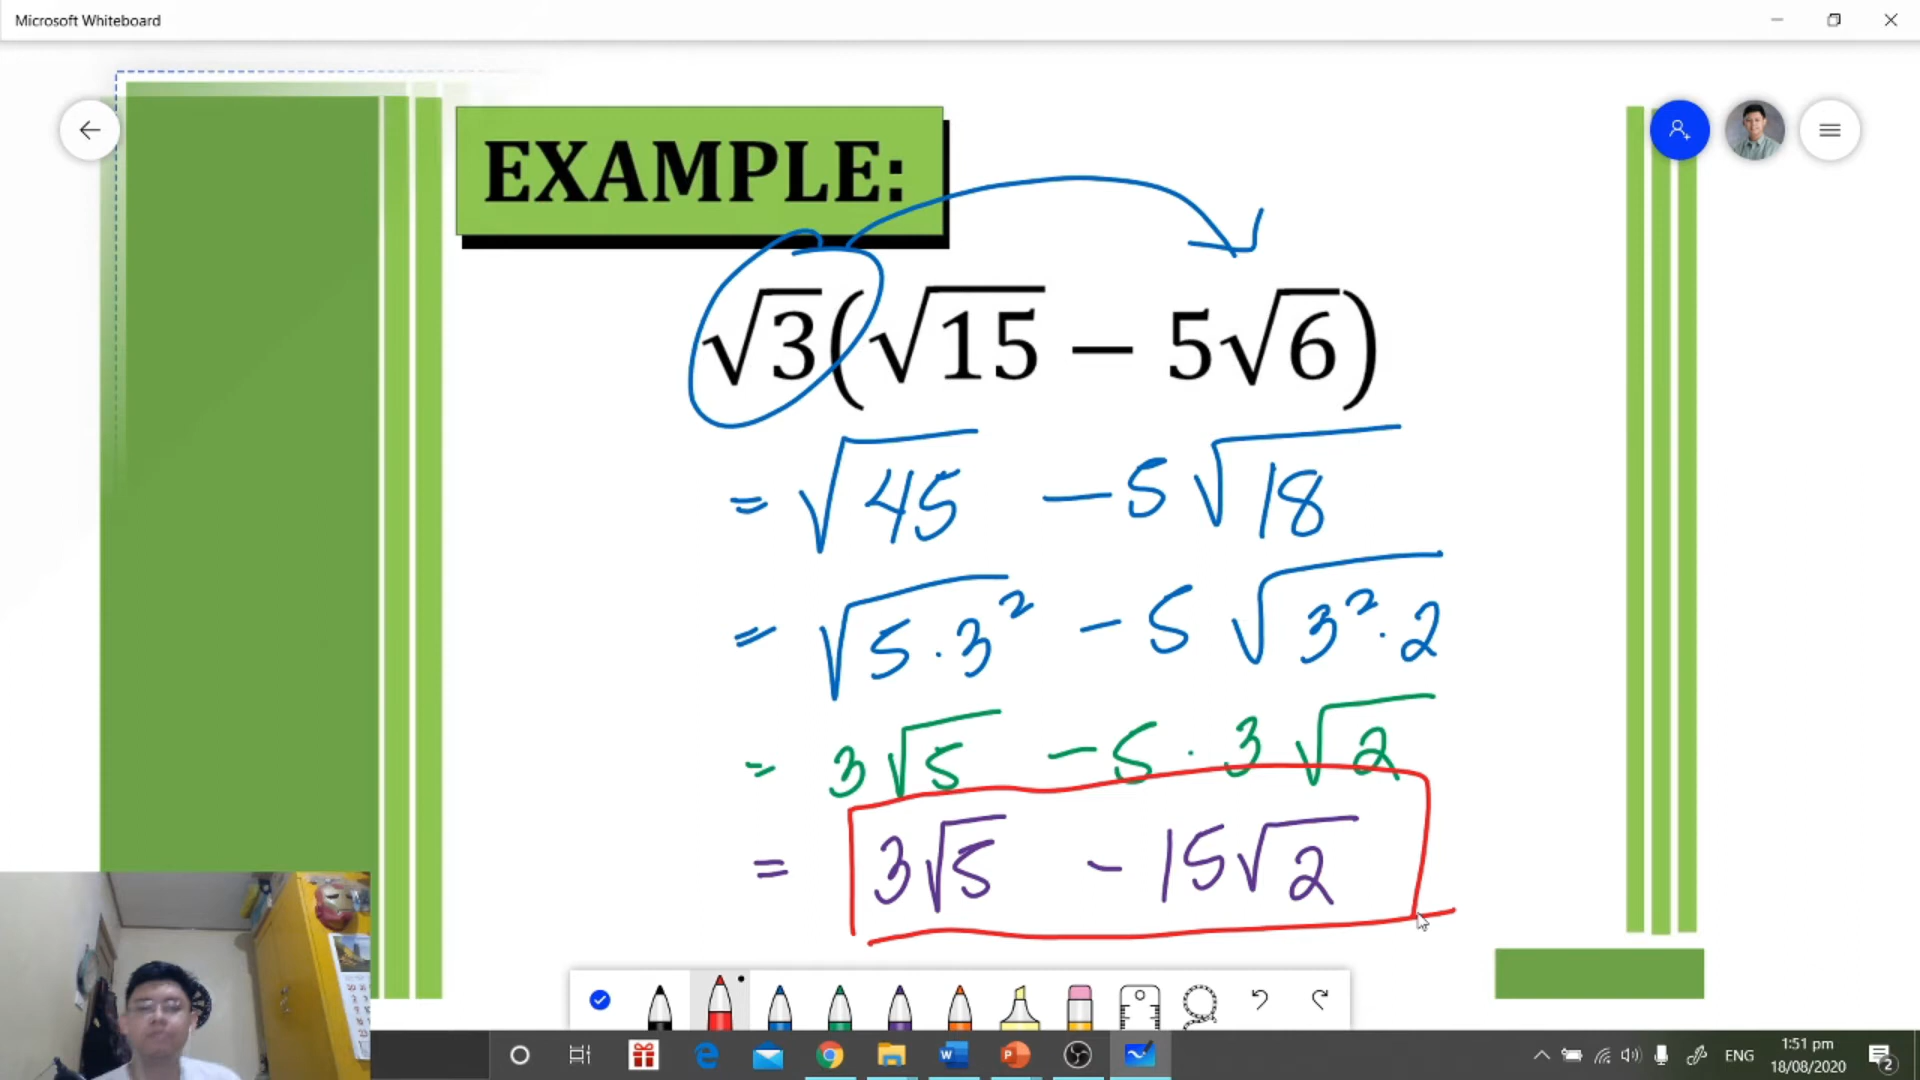 Microsoft Whiteboard
EXAMPLE:
√3(√15 − 5√6)
= √45 − 5√18
= √5·3² − 5√3²·2
= 3√5 − 5·3√2
= 3√5 − 15√2
ENG
1:51 pm
18/08/2020
2